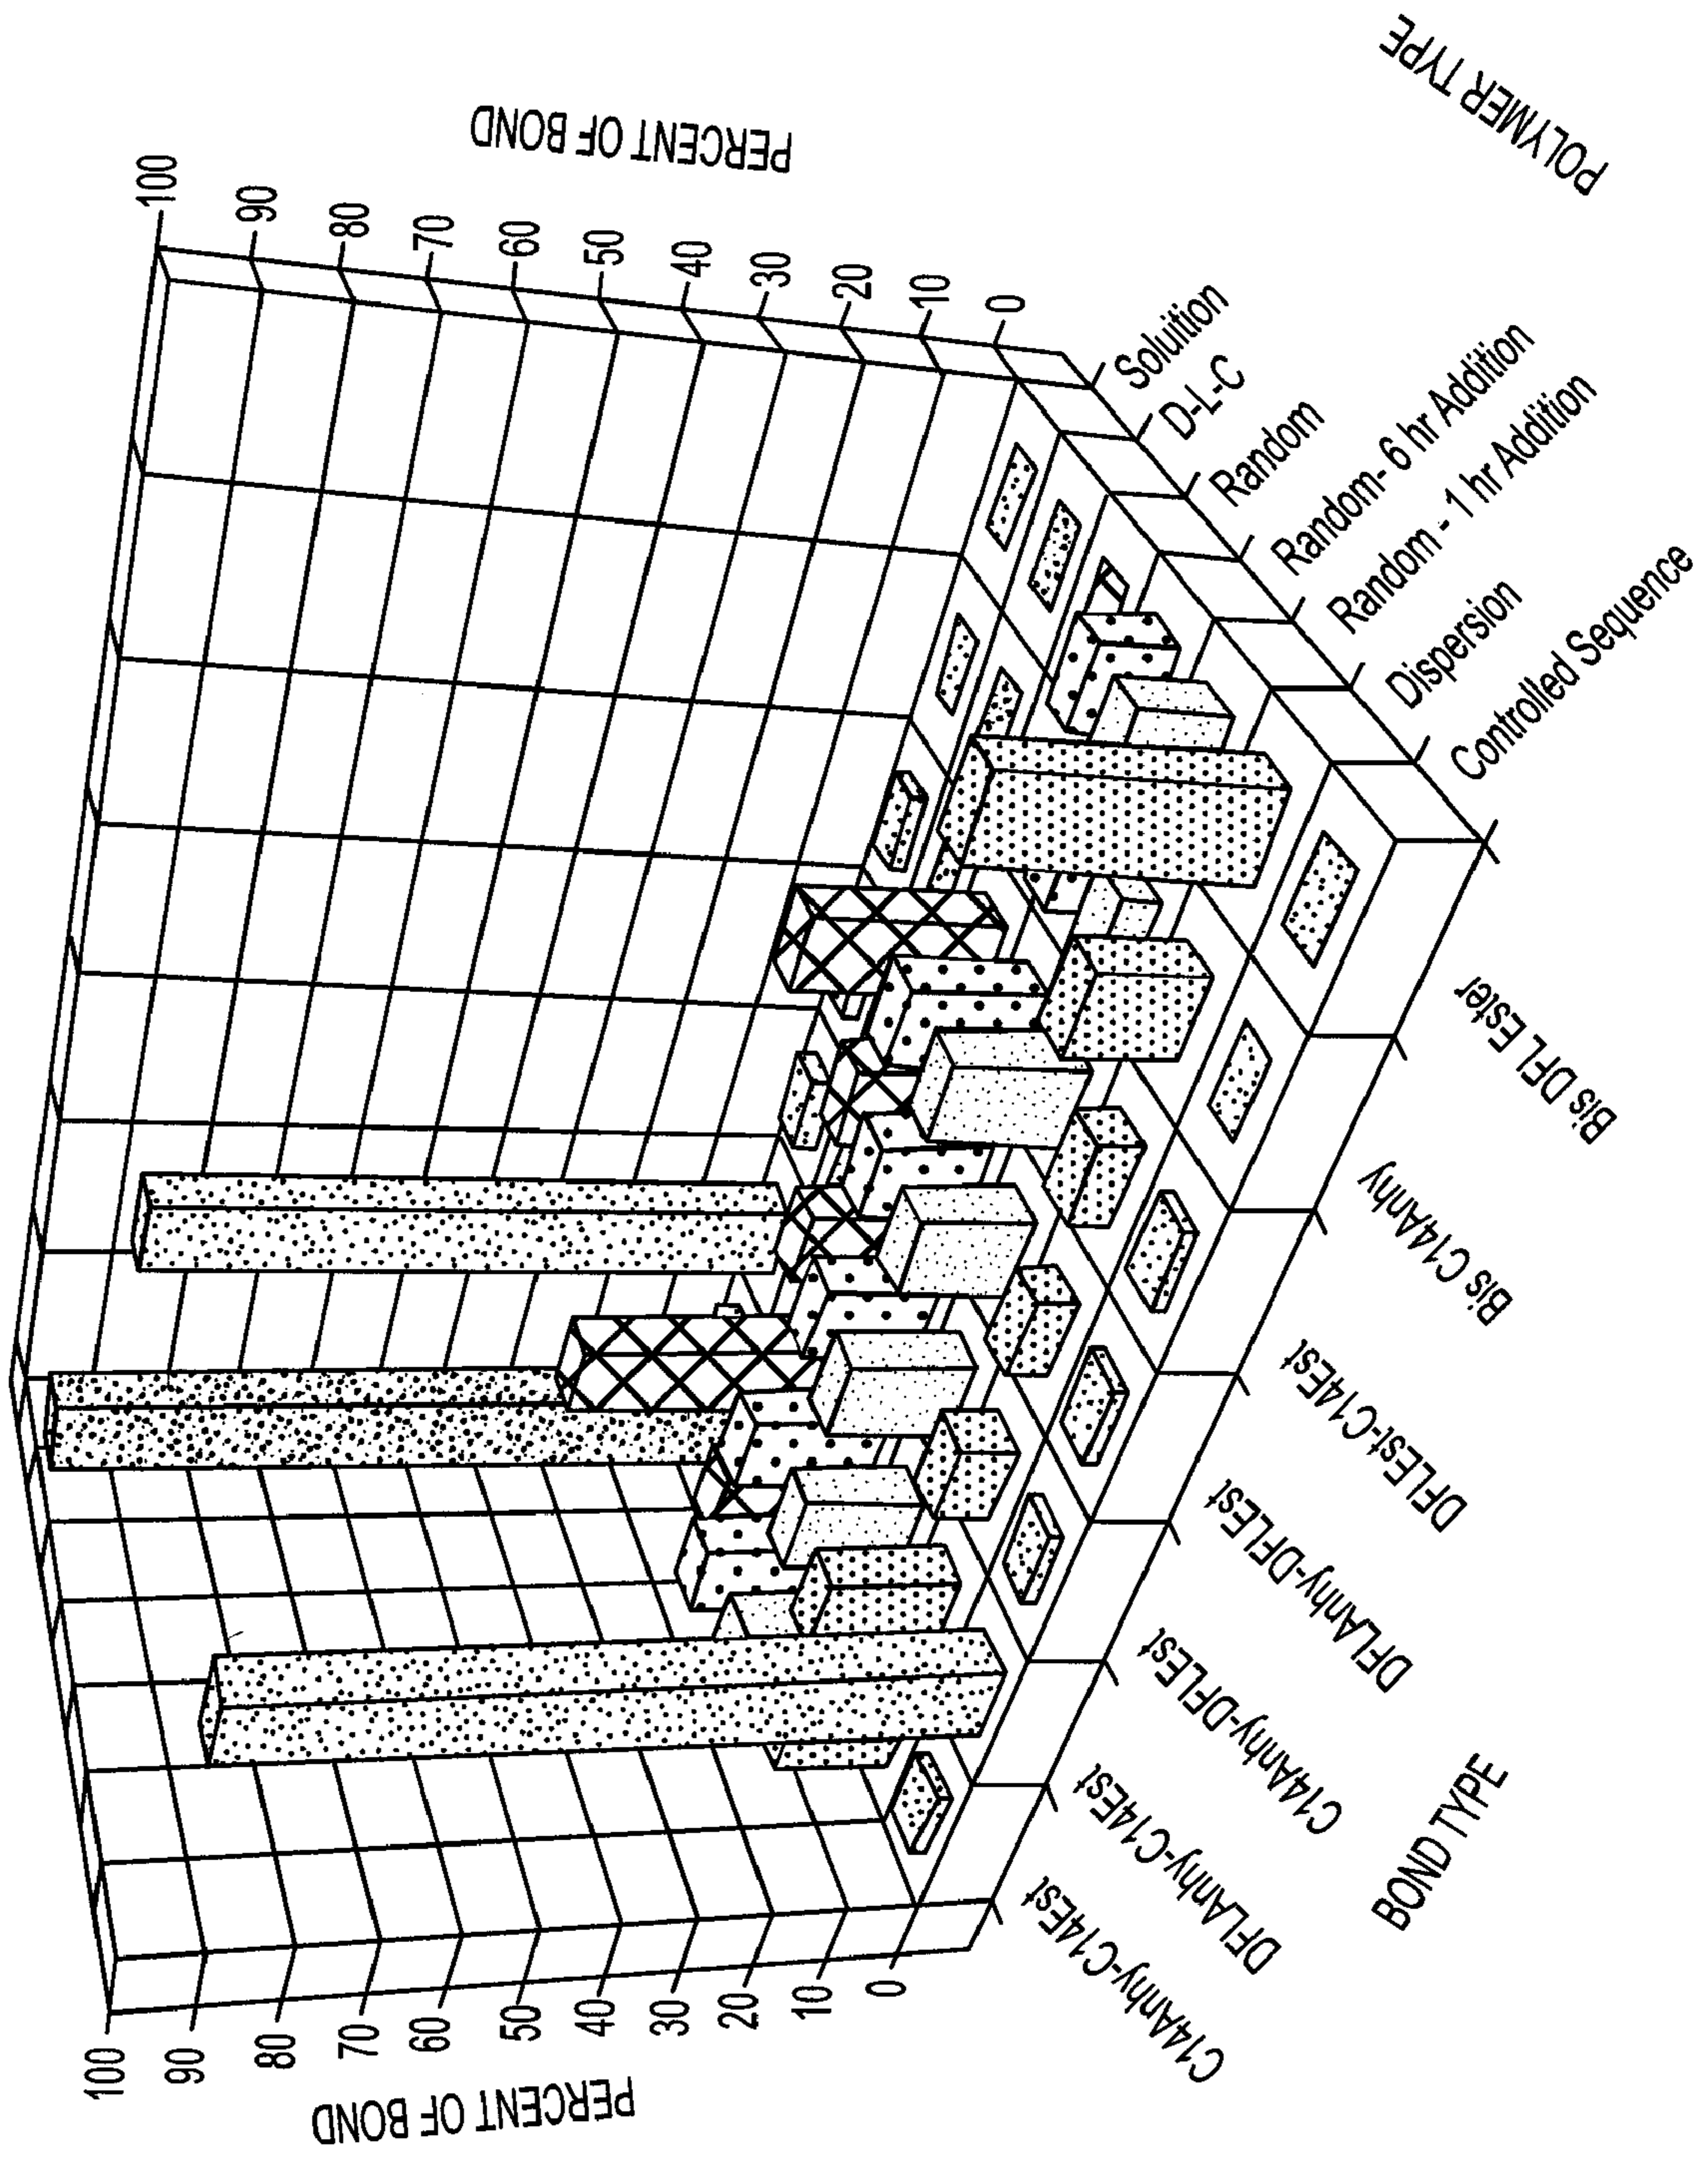 PERCENT OF BOND
100
90
80
70
60
50
40
30
20
10
0
POLYMER TYPE
Soluition
D-L-C
Random
Random- 6 hr Addition
Random - 1 hr Addition
Dispersion
Controlled Sequence
Bis DFL Ester
Bis C14Anhy
DFLEst-C14Est
DFLAnhy-DFLEst
C14Anhy-DFLEst
DFLAnhy-C14Est
C14Anhy-C14Est
BOND TYPE
100
90
80
70
60
50
40
30
20
10
0
PERCENT OF BOND